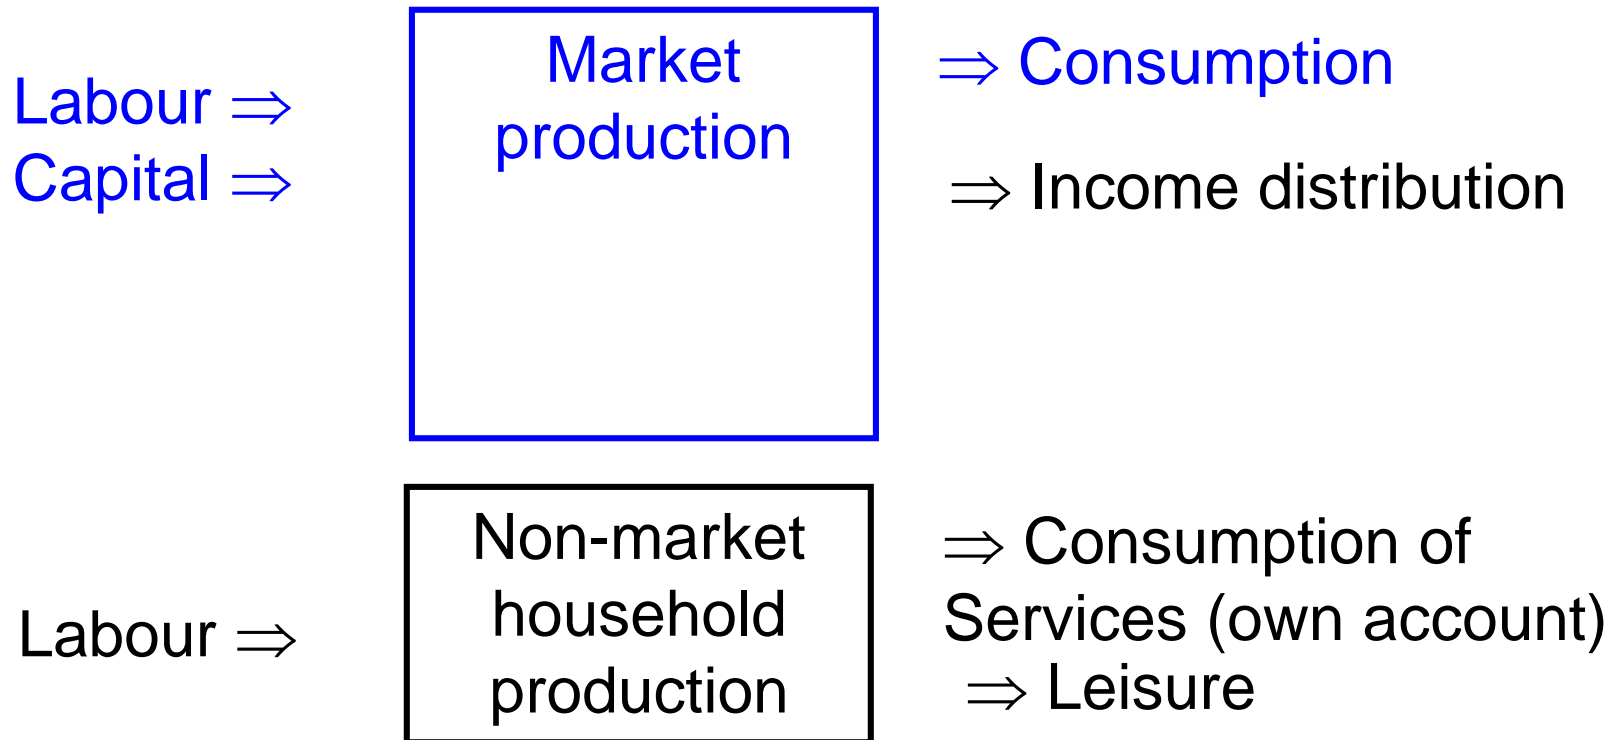 Labour ⇒
Capital ⇒
Market
production
⇒ Consumption
⇒ Income distribution
Labour ⇒
Non-market
household
production
⇒ Consumption of
Services (own account)
⇒ Leisure